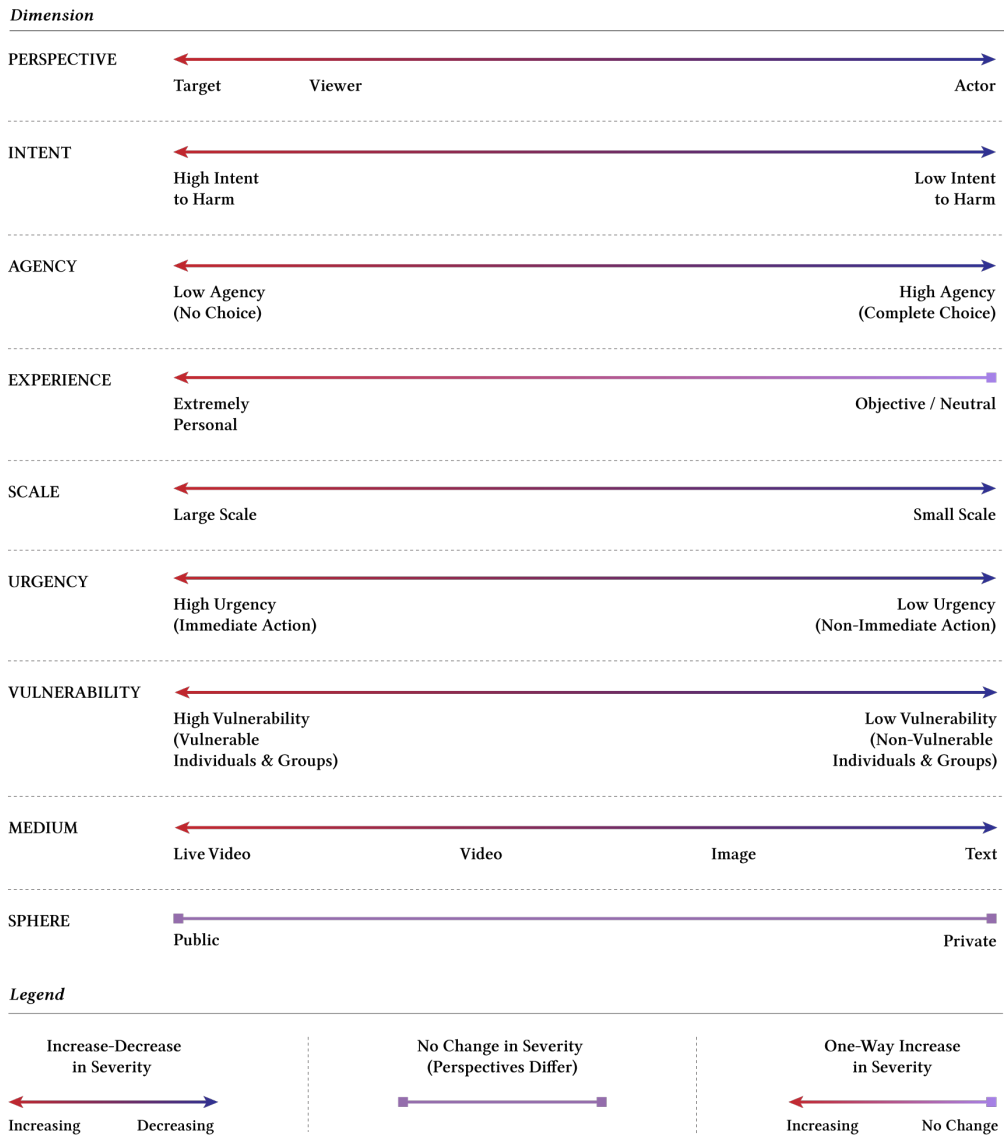 Dimension
PERSPECTIVE
Target Viewer Actor
INTENT
High Intent Low Intent
to Harm to Harm
AGENCY
Low Agency High Agency
(No Choice) (Complete Choice)
EXPERIENCE
Extremely Objective / Neutral
Personal
SCALE
Large Scale Small Scale
URGENCY
High Urgency Low Urgency
(Immediate Action) (Non-Immediate Action)
VULNERABILITY
High Vulnerability Low Vulnerability
(Vulnerable (Non-Vulnerable
Individuals & Groups) Individuals & Groups)
MEDIUM
Live Video Video Image Text
SPHERE
Public Private
Legend
Increase-Decrease No Change in Severity One-Way Increase
in Severity (Perspectives Differ) in Severity
Increasing Decreasing Increasing No Change